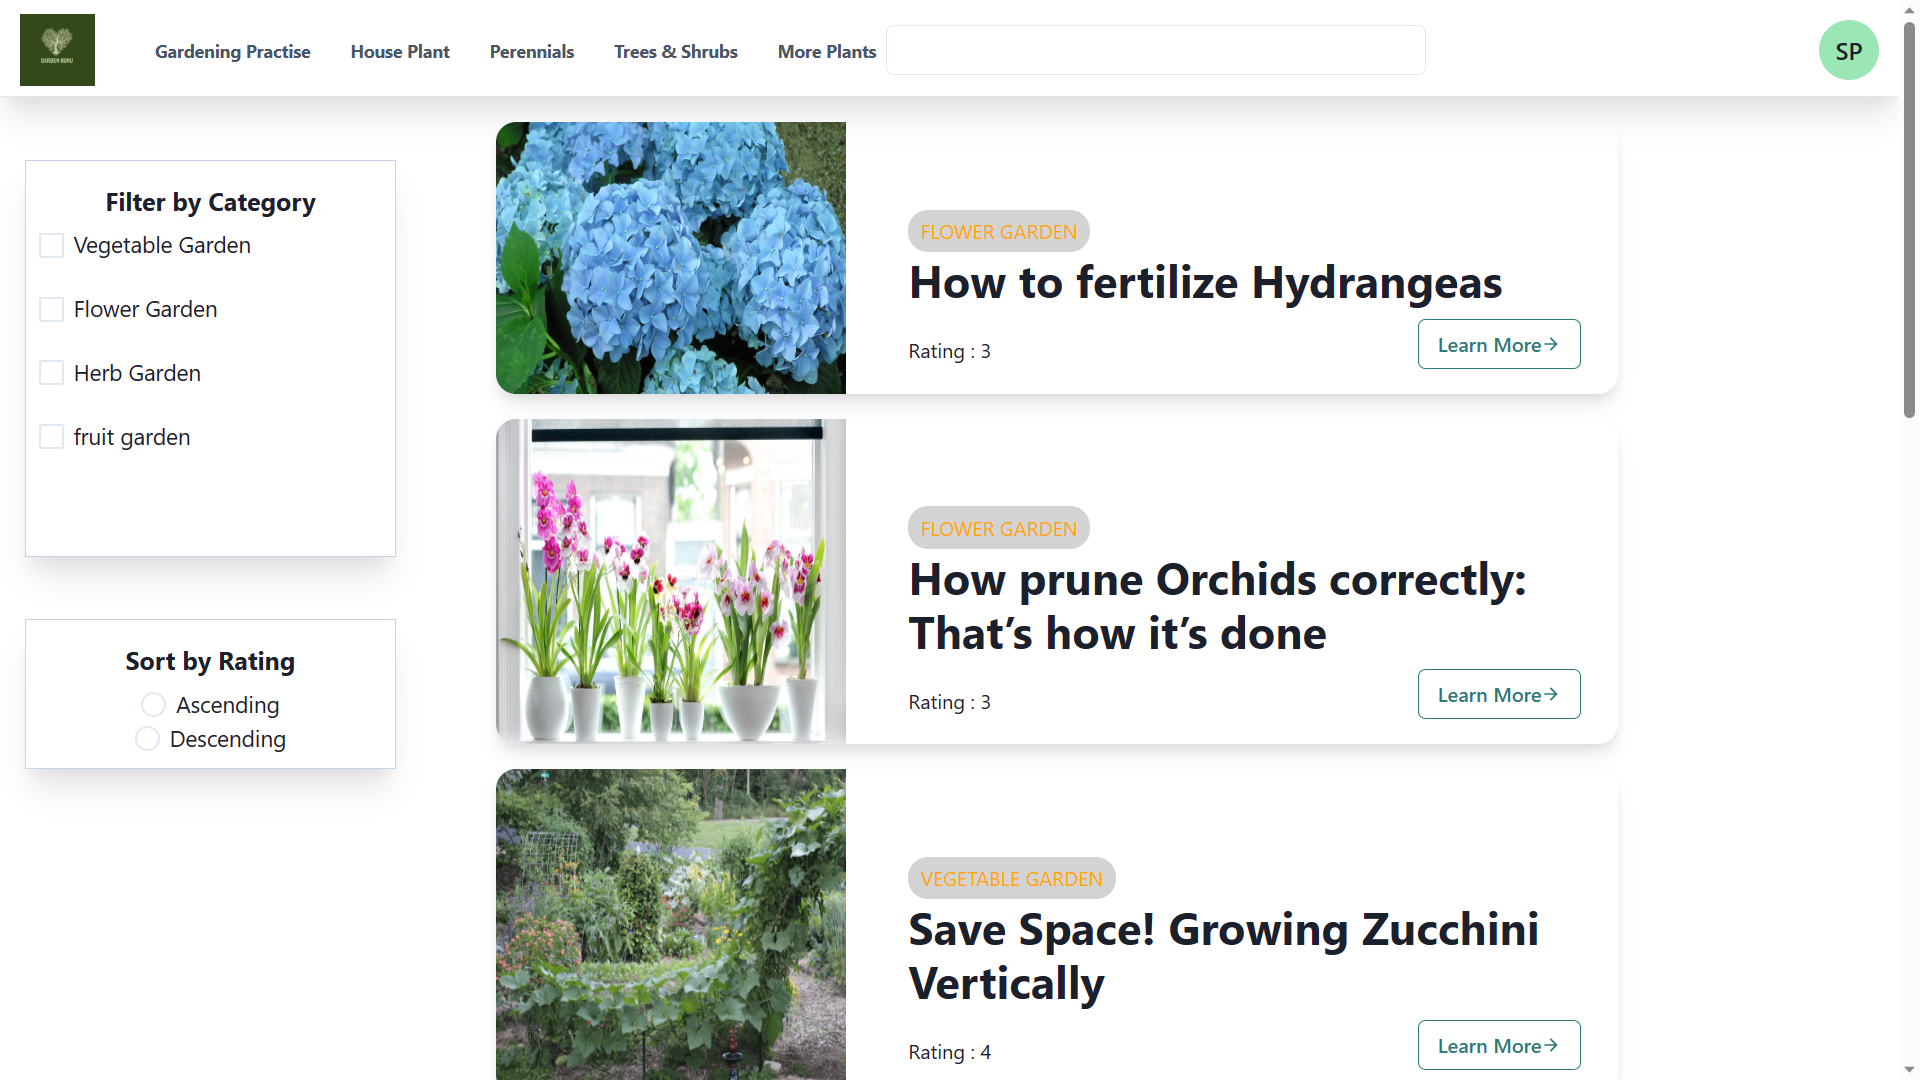 GARDEN GURU
Gardening Practise
House Plant
Perennials
Trees & Shrubs
More Plants
SP
Filter by Category
Vegetable Garden
Flower Garden
Herb Garden
fruit garden
Sort by Rating
Ascending
Descending
FLOWER GARDEN
How to fertilize Hydrangeas
Rating : 3
Learn More
FLOWER GARDEN
How prune Orchids correctly:
That’s how it’s done
Rating : 3
Learn More
VEGETABLE GARDEN
Save Space! Growing Zucchini
Vertically
Rating : 4
Learn More